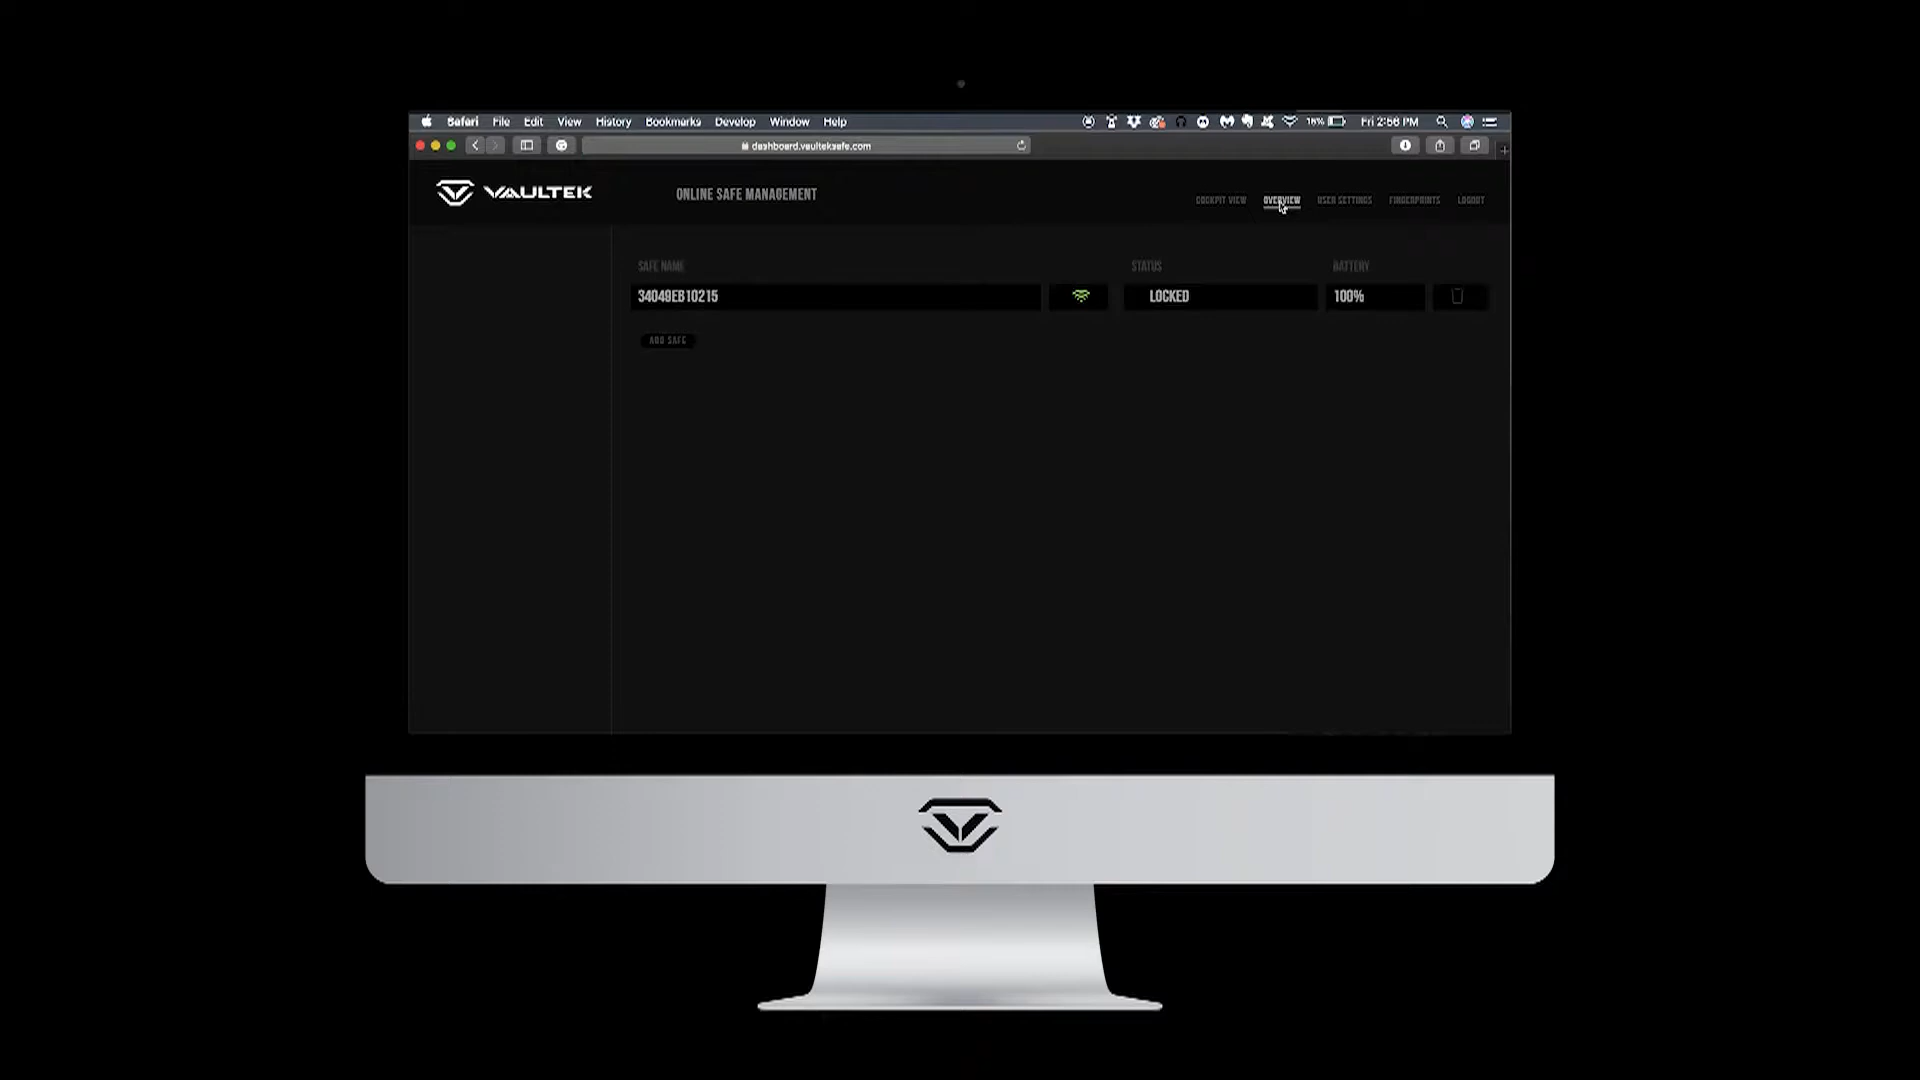 Safari File Edit View History Bookmarks Develop Window Help 16% Fri 2:56 PM
dashboard.vaulteksafe.com
VAULTEK ONLINE SAFE MANAGEMENT COCKPIT VIEW OVERVIEW USER SETTINGS FINGERPRINTS LOGOUT
SAFE NAME STATUS BATTERY
34049EB10215 LOCKED 100%
ADD SAFE